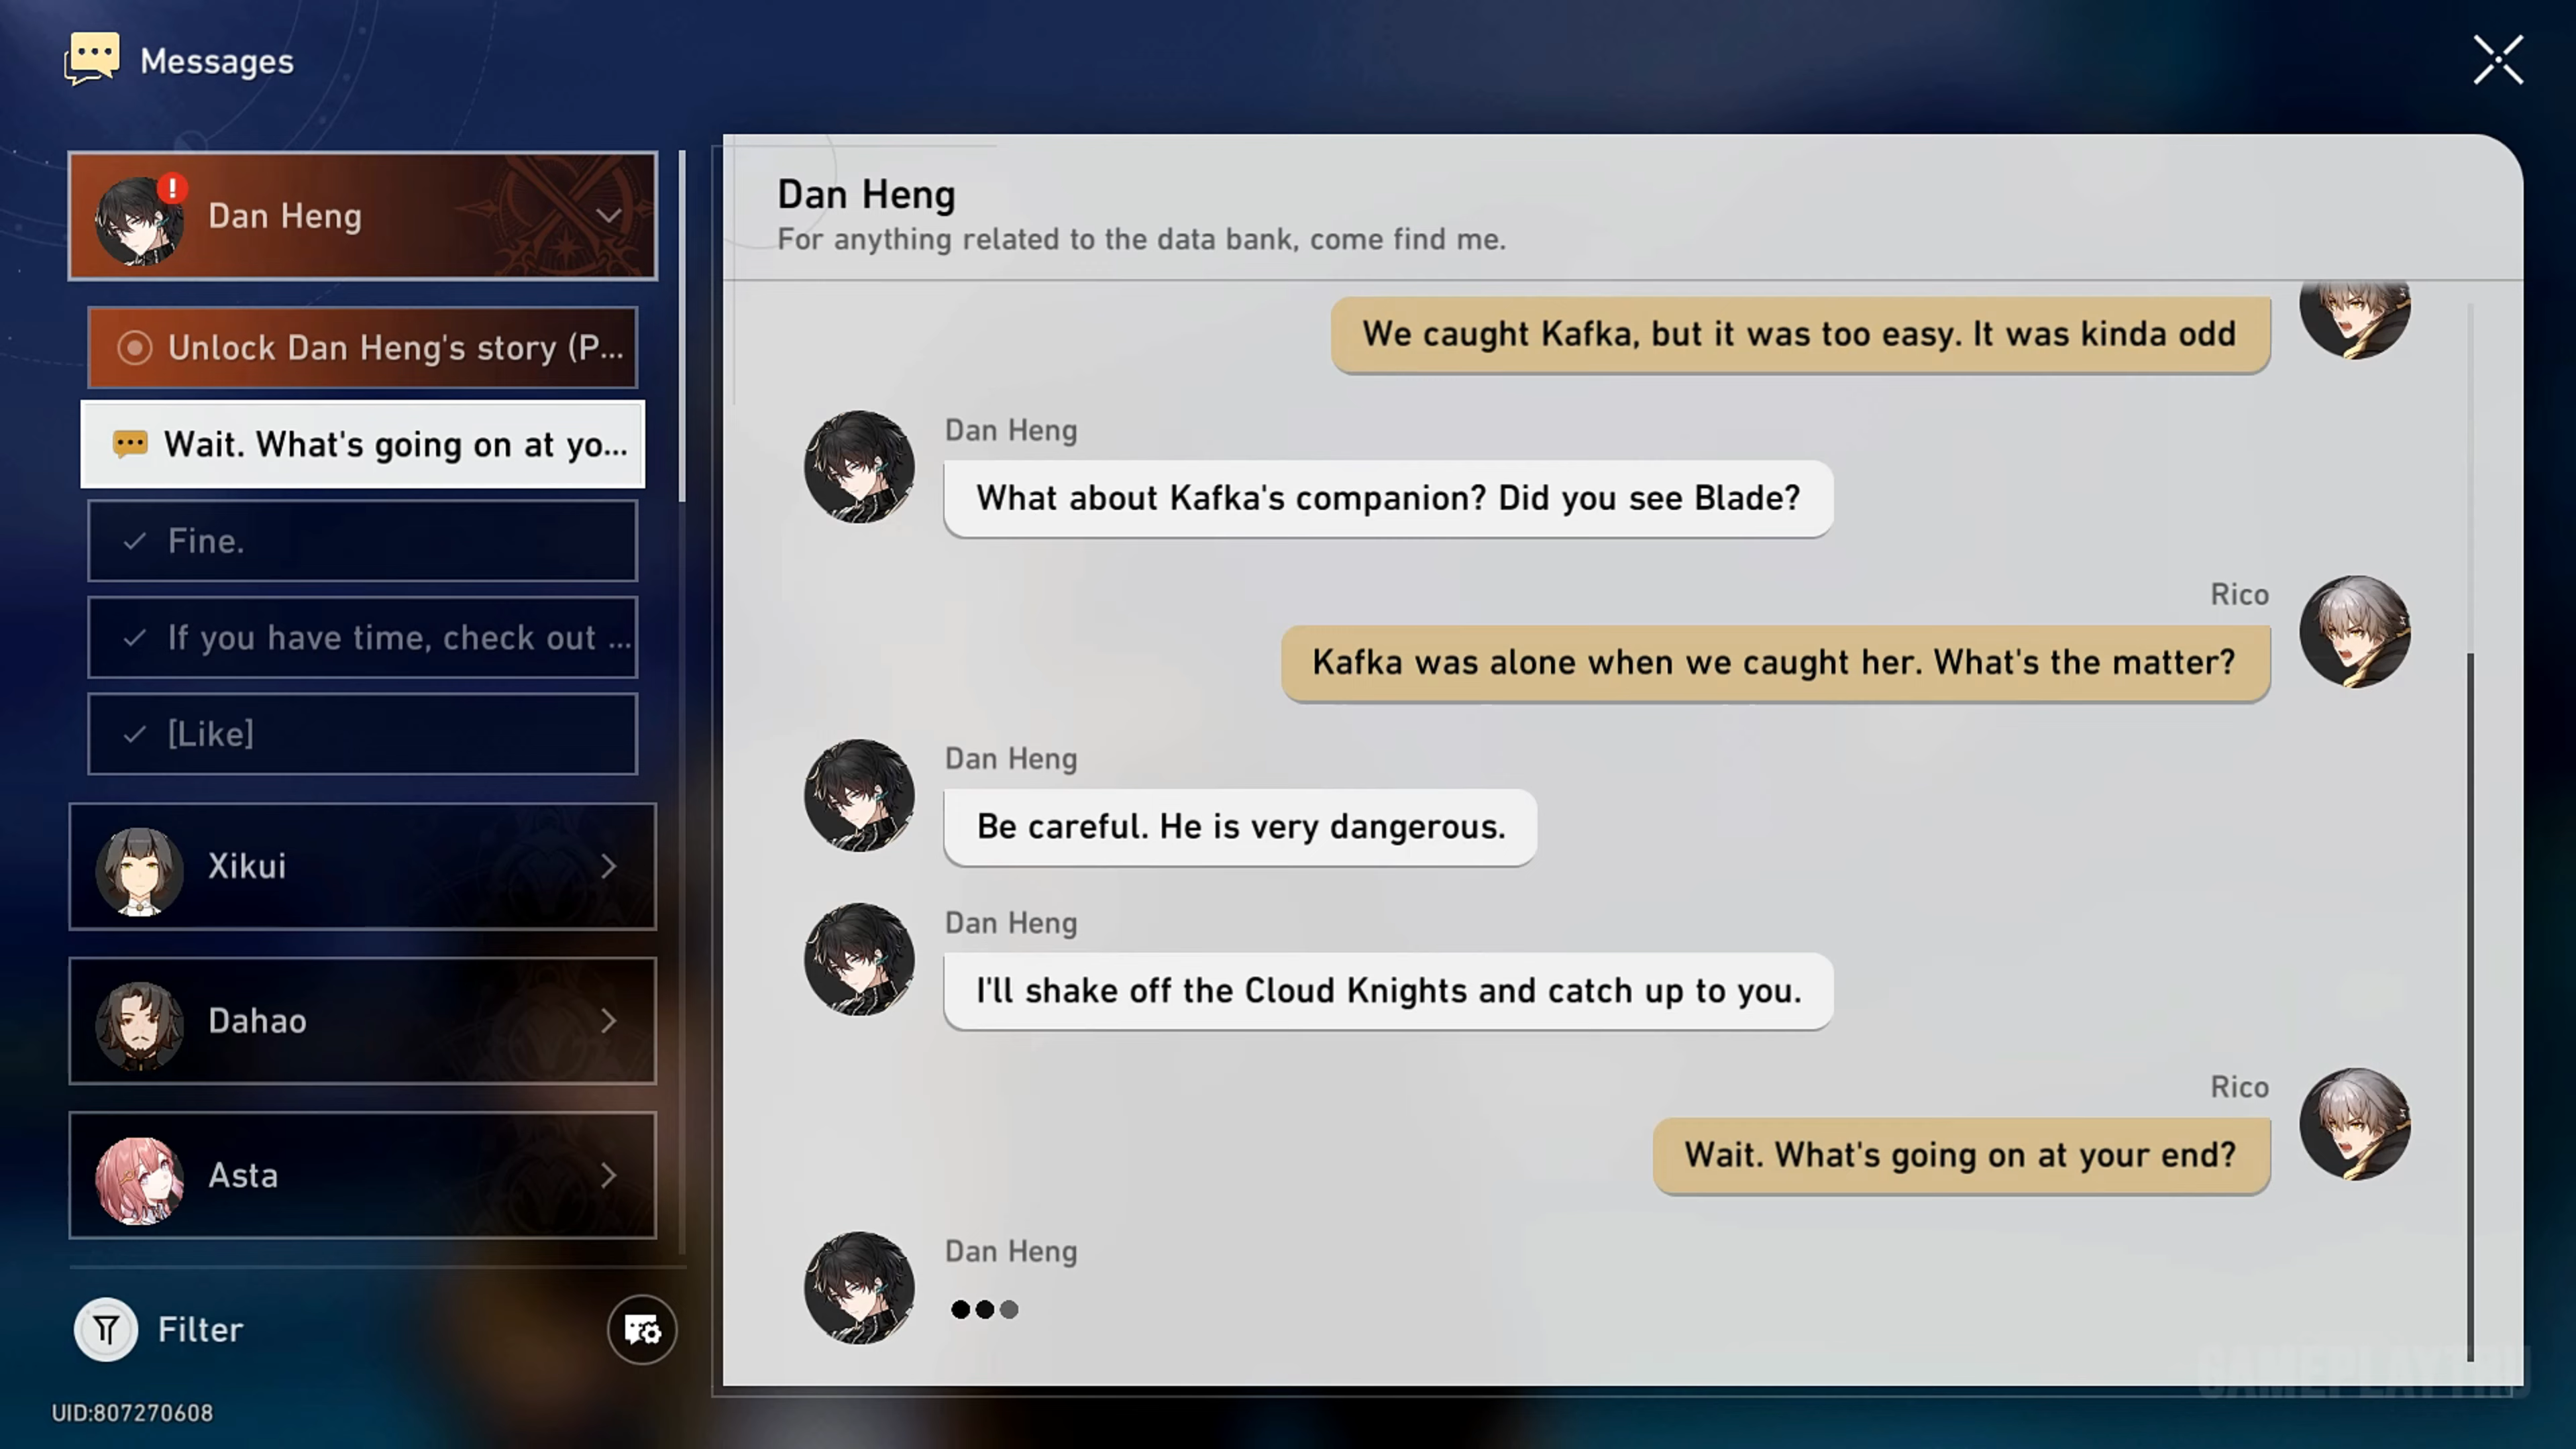 Messages
Dan Heng
Unlock Dan Heng's story (P...
Wait. What's going on at yo...
Fine.
If you have time, check out ...
[Like]
Xikui
Dahao
Asta
Filter
UID:807270608
Dan Heng
For anything related to the data bank, come find me.
We caught Kafka, but it was too easy. It was kinda odd
Dan Heng
What about Kafka's companion? Did you see Blade?
Rico
Kafka was alone when we caught her. What's the matter?
Dan Heng
Be careful. He is very dangerous.
Dan Heng
I'll shake off the Cloud Knights and catch up to you.
Rico
Wait. What's going on at your end?
Dan Heng